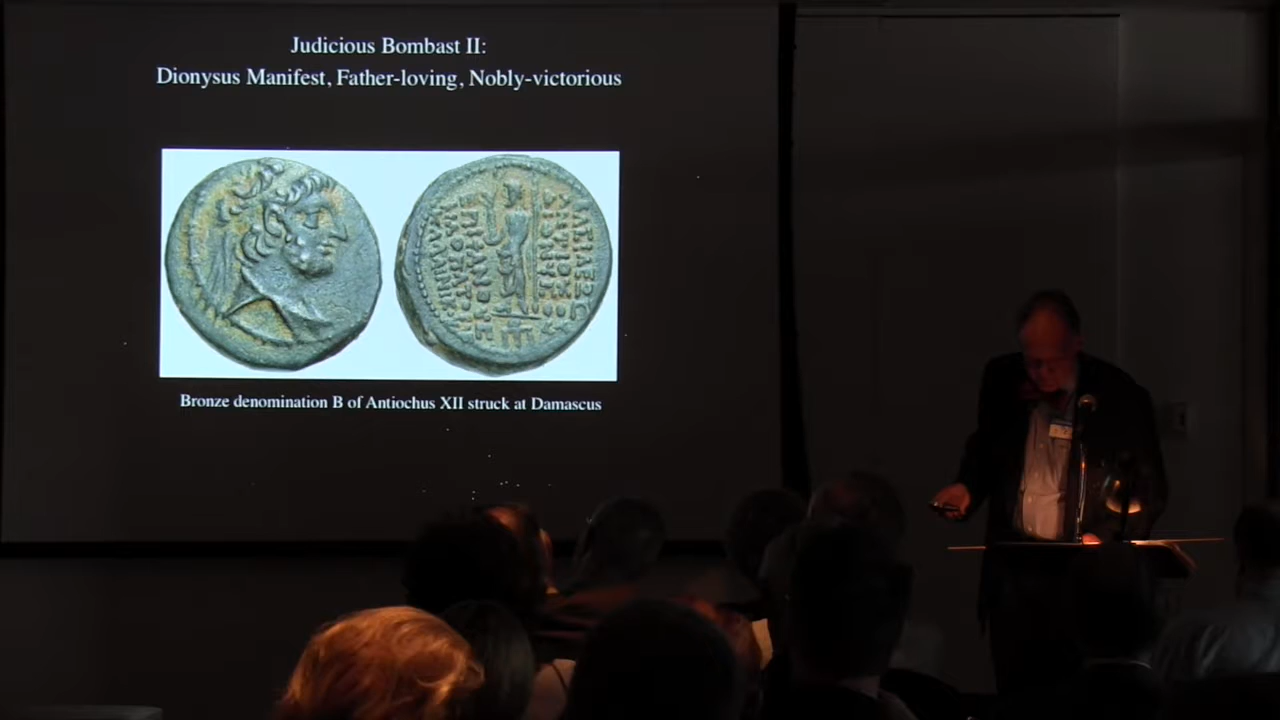 Judicious Bombast II:
Dionysus Manifest, Father-loving, Nobly-victorious
Bronze denomination B of Antiochus XII struck at Damascus